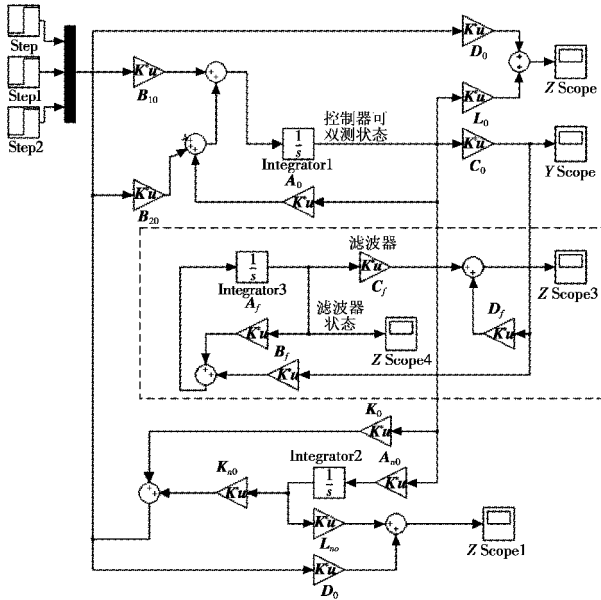 Step
Step1
Step2
K*u
B10
K*u
B20
K*u
D0
K*u
L0
Z Scope
控制器可
双测状态
1
s
Integrator1
A0
K*u
C0
Y Scope
K*u
滤波器
1
s
Integrator3
Af
K*u
Cf
Z Scope3
Df
K*u
滤波器
状态
K*u
Bf
Z Scope4
K*u
K0
K*u
Kn0
K*u
Integrator2
1
s
An0
K*u
K*u
Lno
Z Scope1
K*u
D0